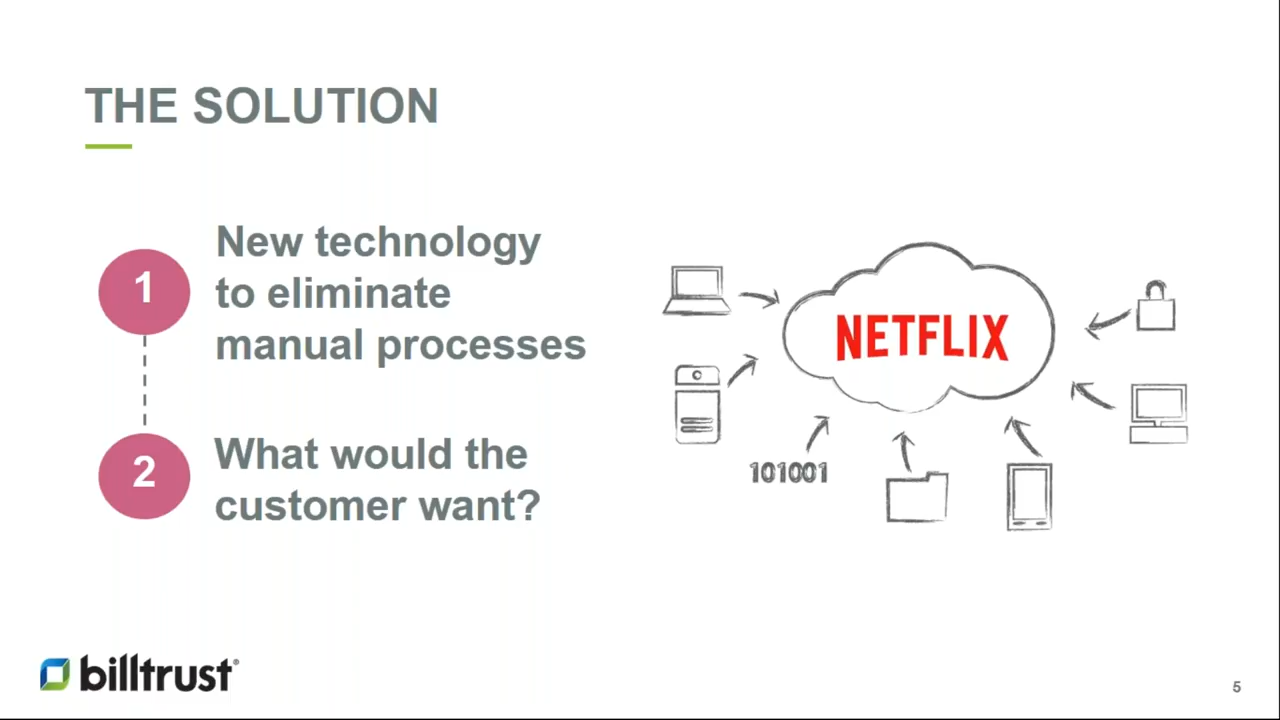 THE SOLUTION
1
New technology
to eliminate
manual processes
2
What would the
customer want?
NETFLIX
101001
billtrust®
5